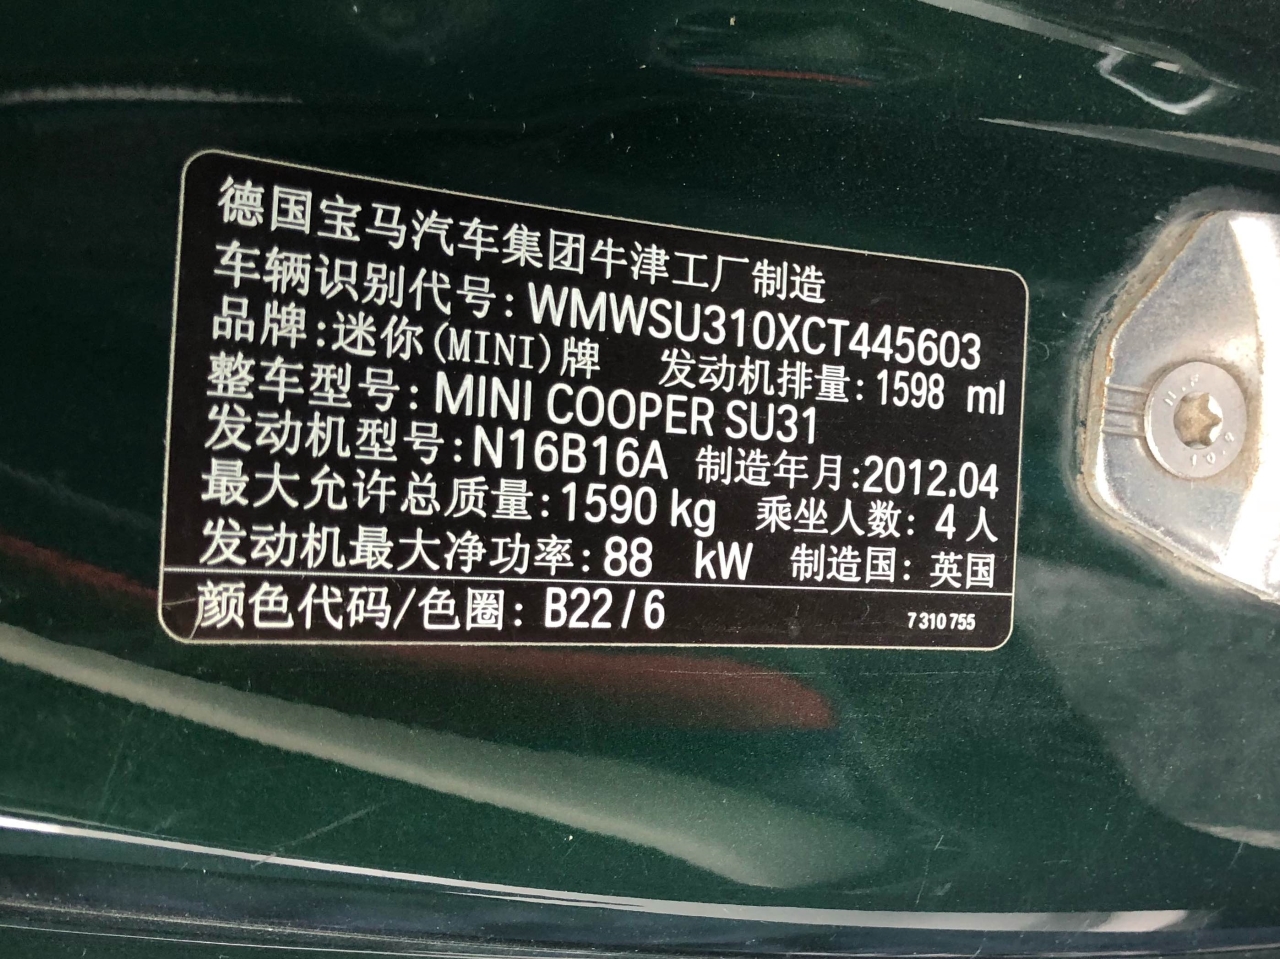 德国宝马汽车集团牛津工厂制造
车辆识别代号: WMWSU310XCT445603
品牌:迷你(MINI)牌 发动机排量: 1598 ml
整车型号: MINI COOPER SU31
发动机型号: N16B16A 制造年月:2012.04
最大允许总质量: 1590 kg 乘坐人数: 4 人
发动机最大净功率: 88 kW 制造国: 英国
颜色代码/色圈: B22/6 7 310 755